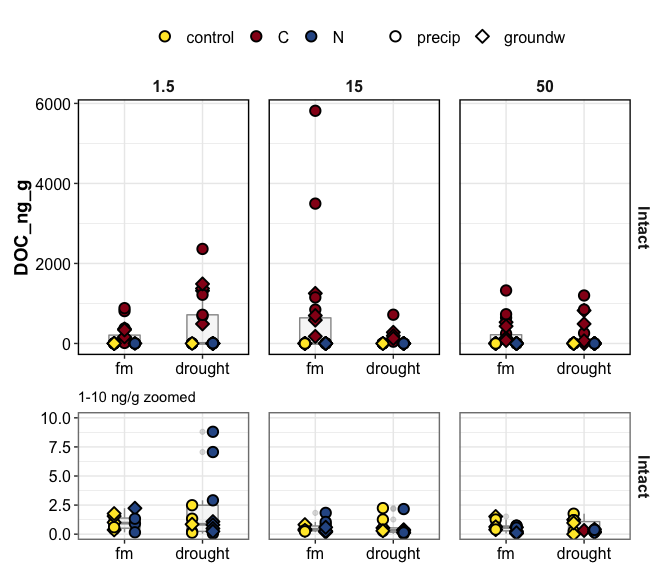 control C N precip groundw
1.5 15 50
6000
4000
2000
0
DOC_ng_g
Intact
fm drought fm drought fm drought
1-10 ng/g zoomed
10.0
7.5
5.0
2.5
0.0
Intact
fm drought fm drought fm drought